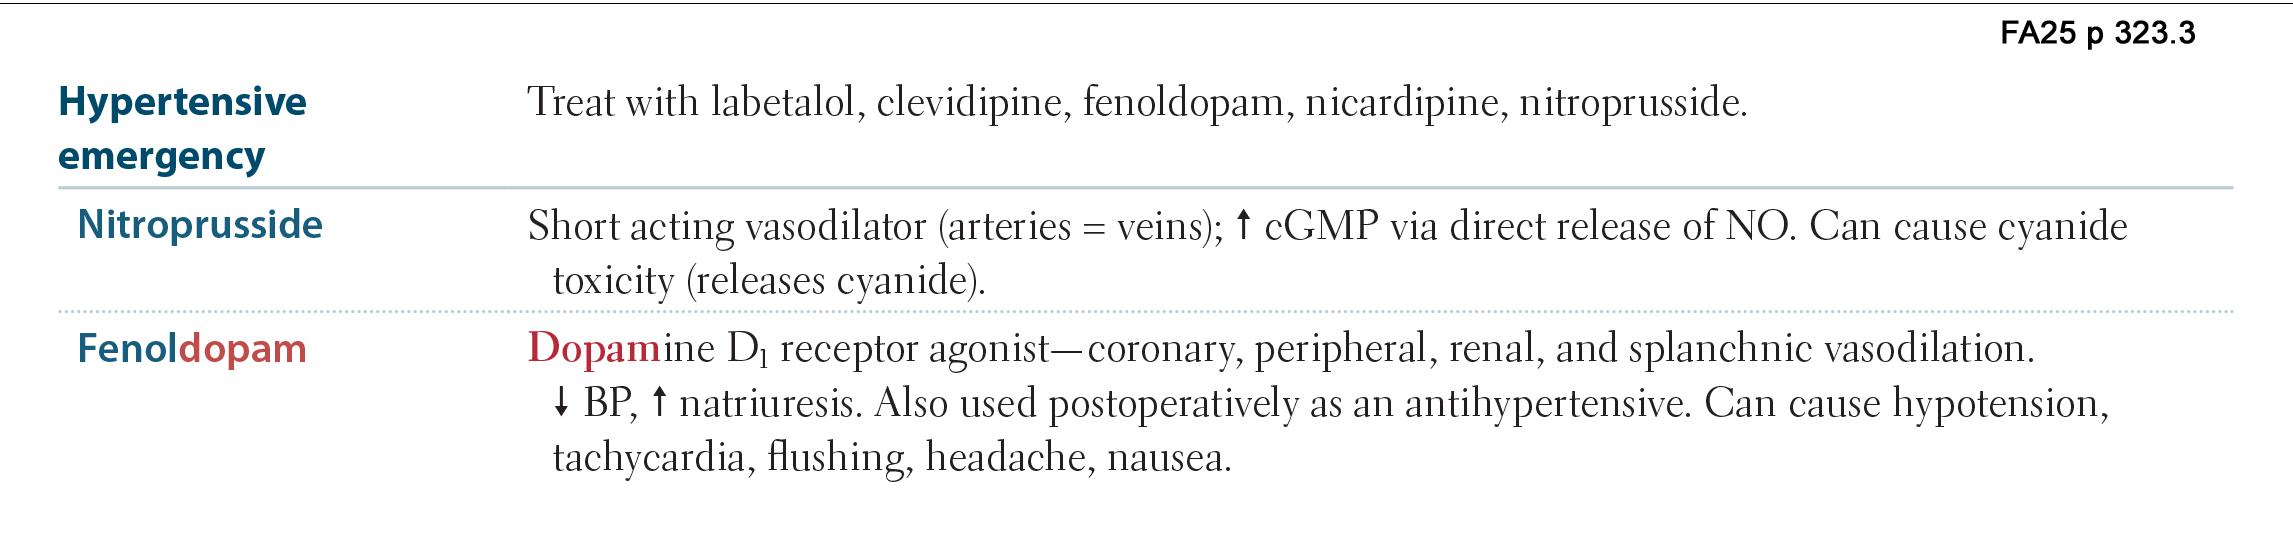 FA25 p 323.3
Hypertensive Treat with labetalol, clevidipine, fenoldopam, nicardipine, nitroprusside.
emergency
Nitroprusside Short acting vasodilator (arteries = veins); ↑ cGMP via direct release of NO. Can cause cyanide
toxicity (releases cyanide).
Fenoldopam Dopamine D₁ receptor agonist—coronary, peripheral, renal, and splanchnic vasodilation.
↓ BP, ↑ natriuresis. Also used postoperatively as an antihypertensive. Can cause hypotension,
tachycardia, flushing, headache, nausea.